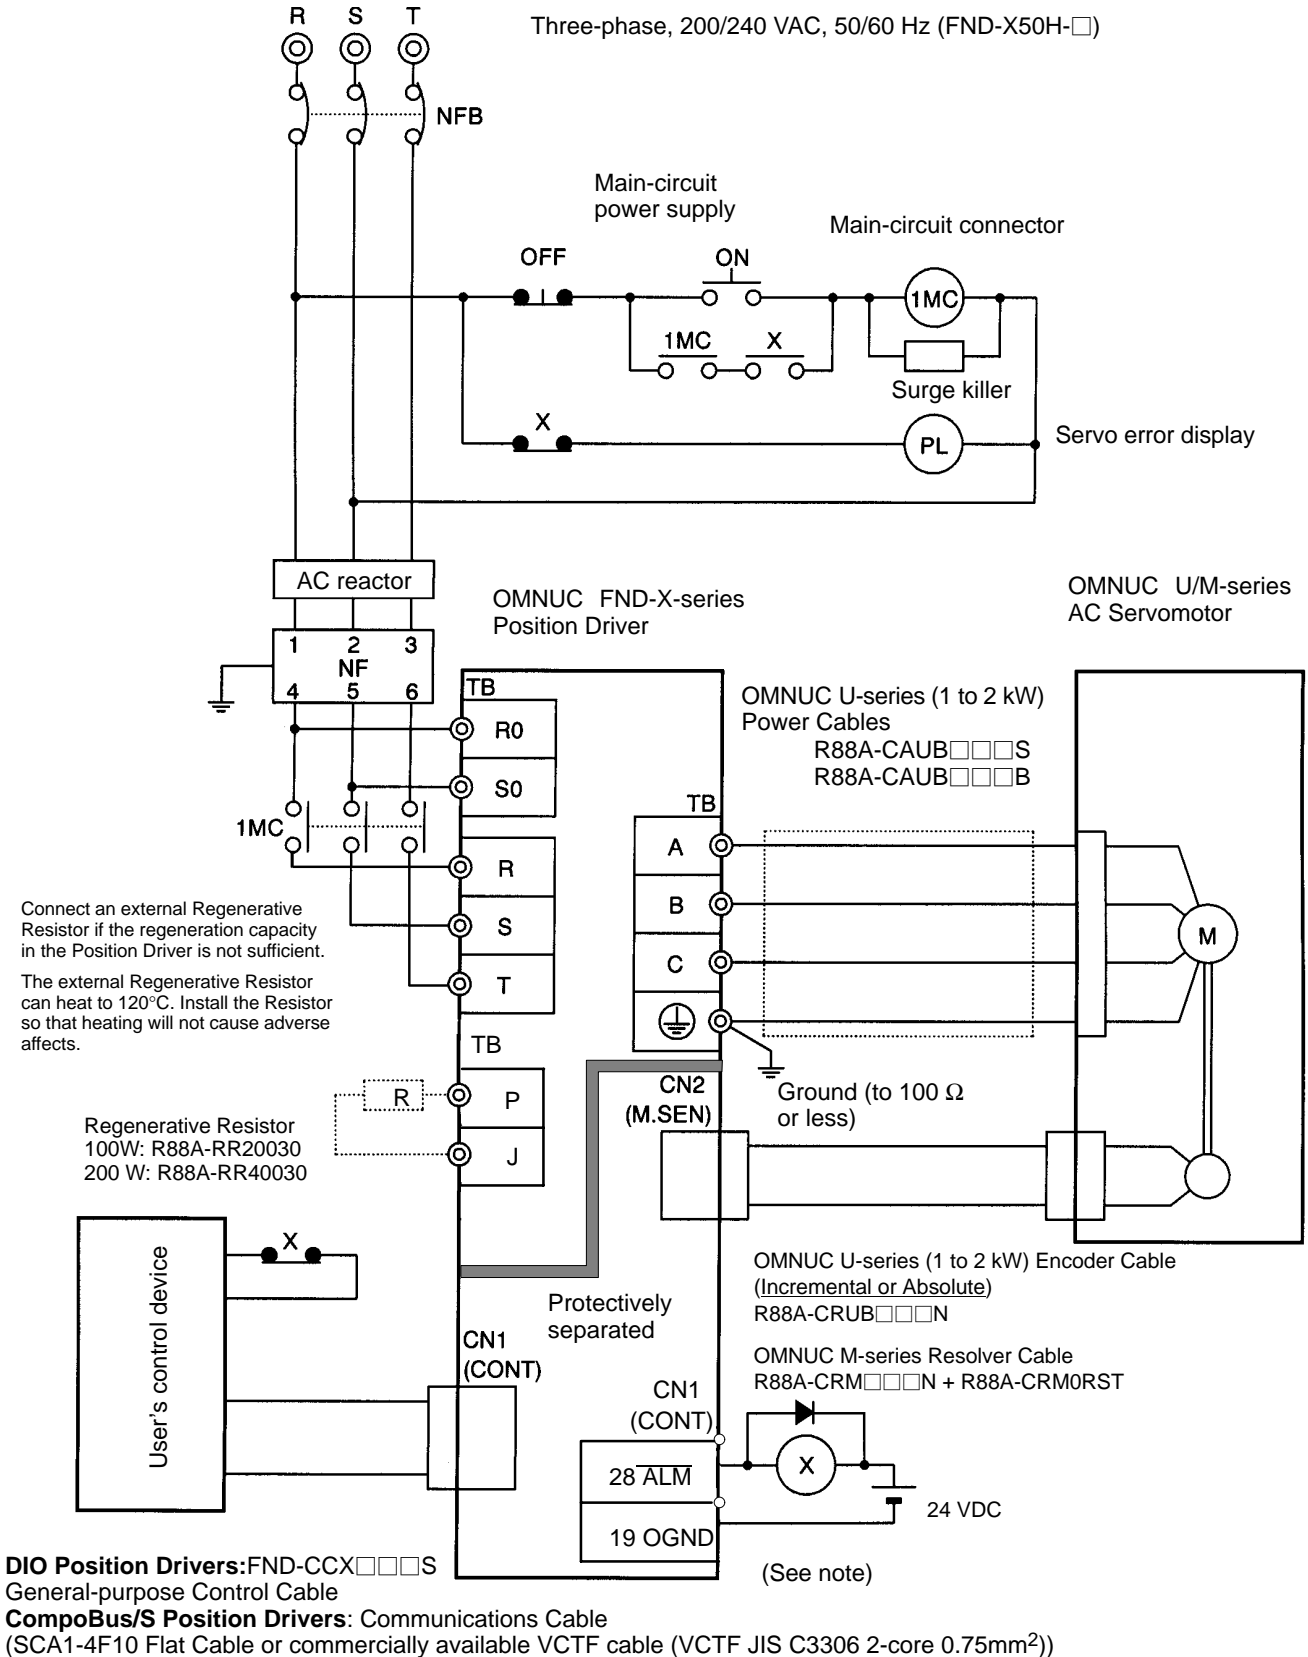 R S T
Three-phase, 200/240 VAC, 50/60 Hz (FND-X50H-□)
NFB
Main-circuit
power supply
Main-circuit connector
OFF
ON
1MC
1MC
X
Surge killer
X
PL
Servo error display
AC reactor
1 2 3
NF
4 5 6
OMNUC FND-X-series
Position Driver
OMNUC U/M-series
AC Servomotor
TB
R0
S0
1MC
R
S
T
OMNUC U-series (1 to 2 kW)
Power Cables
R88A-CAUB□□□S
R88A-CAUB□□□B
TB
A
B
C
M
Connect an external Regenerative
Resistor if the regeneration capacity
in the Position Driver is not sufficient.
The external Regenerative Resistor
can heat to 120°C. Install the Resistor
so that heating will not cause adverse
affects.
TB
R
P
J
CN2
(M.SEN)
Ground (to 100 Ω
or less)
Regenerative Resistor
100W: R88A-RR20030
200 W: R88A-RR40030
User's control device
X
Protectively
separated
OMNUC U-series (1 to 2 kW) Encoder Cable
(Incremental or Absolute)
R88A-CRUB□□□N
OMNUC M-series Resolver Cable
R88A-CRM□□□N + R88A-CRM0RST
CN1
(CONT)
CN1
(CONT)
28 ALM
19 OGND
X
24 VDC
(See note)
DIO Position Drivers:FND-CCX□□□S
General-purpose Control Cable
CompoBus/S Position Drivers: Communications Cable
(SCA1-4F10 Flat Cable or commercially available VCTF cable (VCTF JIS C3306 2-core 0.75mm²))